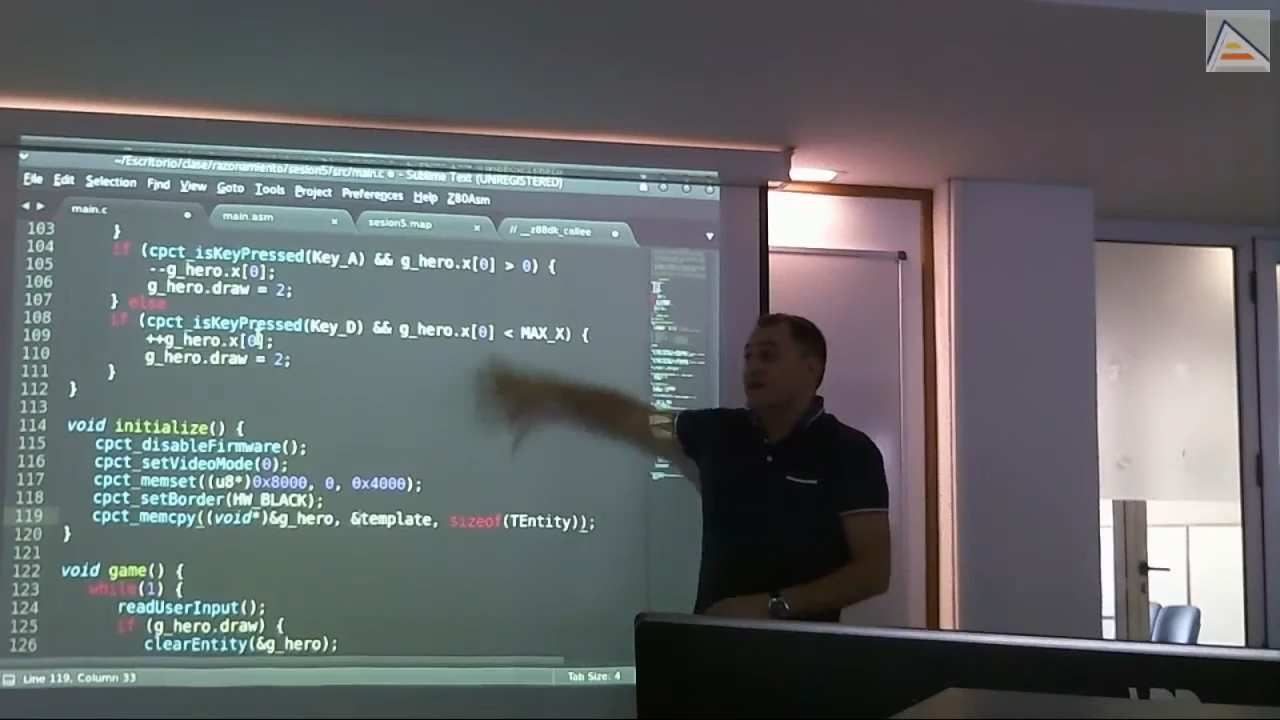 ~/Escritorio/clase/razonamiento/sesion5/src/main.c • - Sublime Text (UNREGISTERED)
File Edit Selection Find View Goto Tools Project Preferences Help Z80Asm
main.c main.asm sesion5.map // __z88dk_callee
103 }
104 if (cpct_isKeyPressed(Key_A) && g_hero.x[0] > 0) {
105 --g_hero.x[0];
106 g_hero.draw = 2;
107 } else
108 if (cpct_isKeyPressed(Key_D) && g_hero.x[0] < MAX_X) {
109 ++g_hero.x[0];
110 g_hero.draw = 2;
111 }
112 }
113
114 void initialize() {
115 cpct_disableFirmware();
116 cpct_setVideoMode(0);
117 cpct_memset((u8*)0x8000, 0, 0x4000);
118 cpct_setBorder(HW_BLACK);
119 cpct_memcpy((void*)&g_hero, &template, sizeof(TEntity));
120 }
121
122 void game() {
123 while(1) {
124 readUserInput();
125 if (g_hero.draw) {
126 clearEntity(&g_hero);
Line 119, Column 33 Tab Size: 4